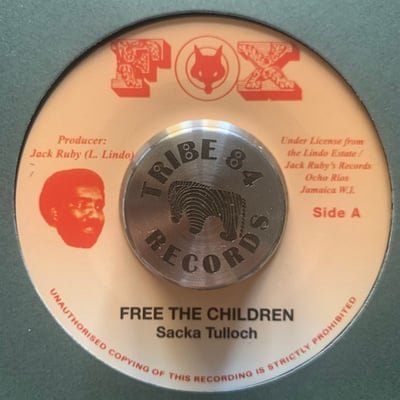 FOX
Producer:
Jack Ruby (L. Lindo)
Under License from
the Lindo Estate /
Jack Ruby's Records
Ocho Rios
Jamaica W.I.
Side A
TRIBE 84
RECORDS
FREE THE CHILDREN
Sacka Tulloch
UNAUTHORISED COPYING OF THIS RECORDING IS STRICTLY PROHIBITED